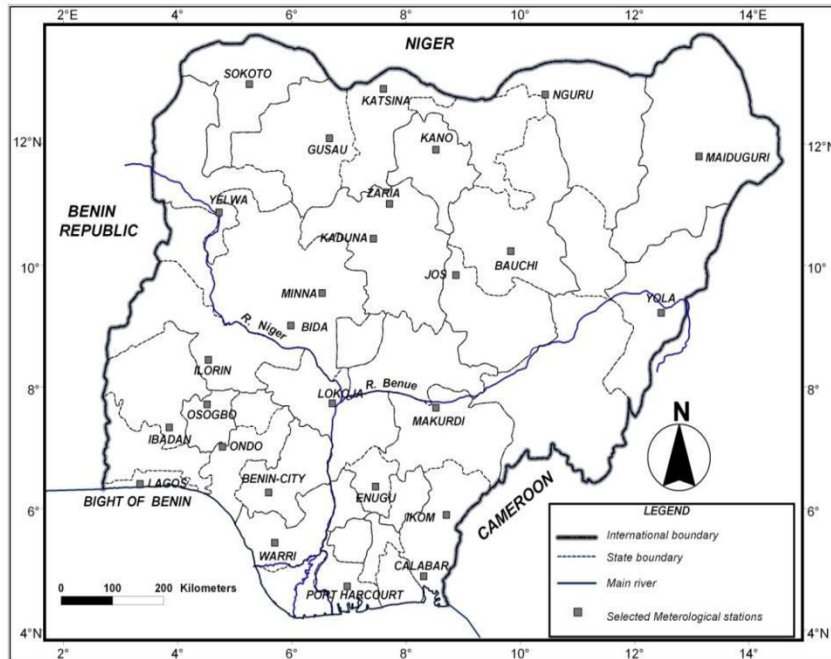 2°E
4°
6°
8°
10°
12°
14°
NIGER
SOKOTO
KATSINA
NGURU
12°
12°N
GUSAU
KANO
MAIDUGURI
ZARIA
YELWA
BENIN
REPUBLIC
KADUNA
BAUCHI
JOS
10°
10°
MINNA
YOLA
R. Niger
BIDA
ILORIN
LOKOJA
R. Benue
8°
8°
OSOGBO
MAKURDI
N
IBADAN
ONDO
BENIN-CITY
ENUGU
LAGOS
BIGHT OF BENIN
CAMEROON
IKOM
6°
6°
LEGEND
International boundary
State boundary
Main river
Selected Meterological stations
WARRI
CALABAR
PORT HARCOURT
0 100 200 Kilometers
4°N
4°N
2°
4°
6°
8°
10°
12°
14°